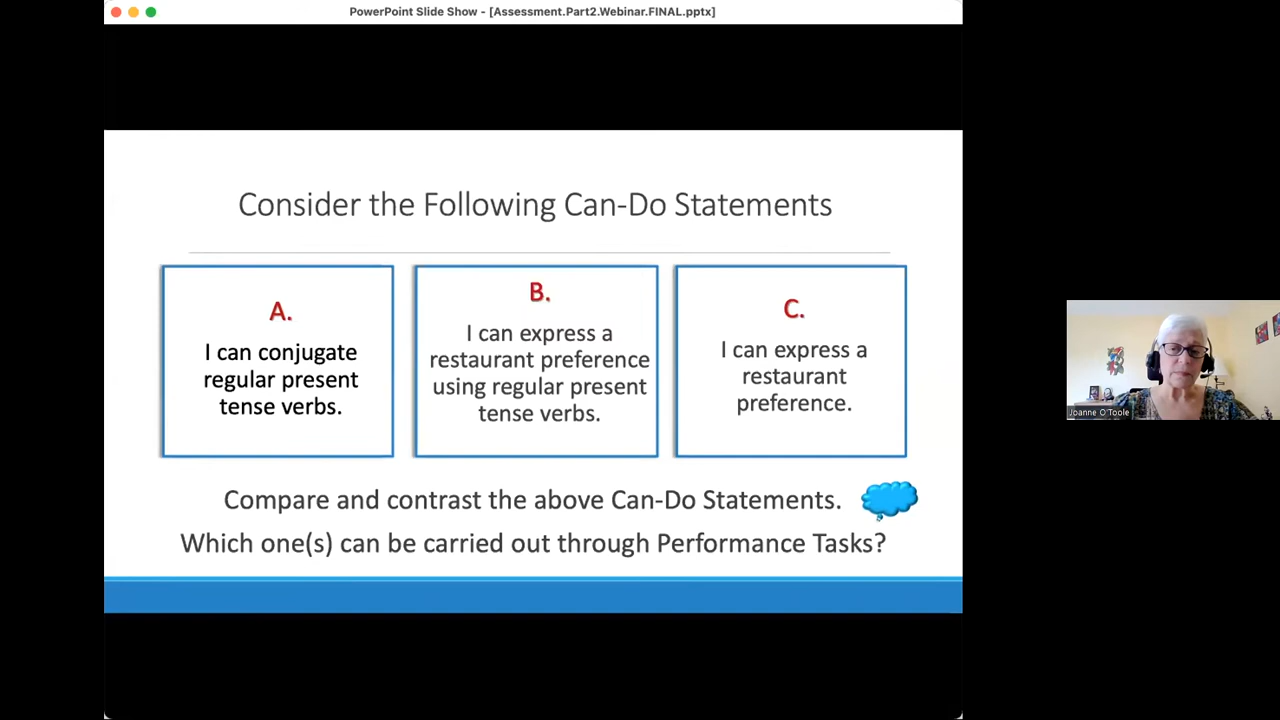 PowerPoint Slide Show - [Assessment.Part2.Webinar.FINAL.pptx]
Consider the Following Can-Do Statements
A.
I can conjugate
regular present
tense verbs.
B.
I can express a
restaurant preference
using regular present
tense verbs.
C.
I can express a
restaurant
preference.
Compare and contrast the above Can-Do Statements.
Which one(s) can be carried out through Performance Tasks?
Joanne O'Toole